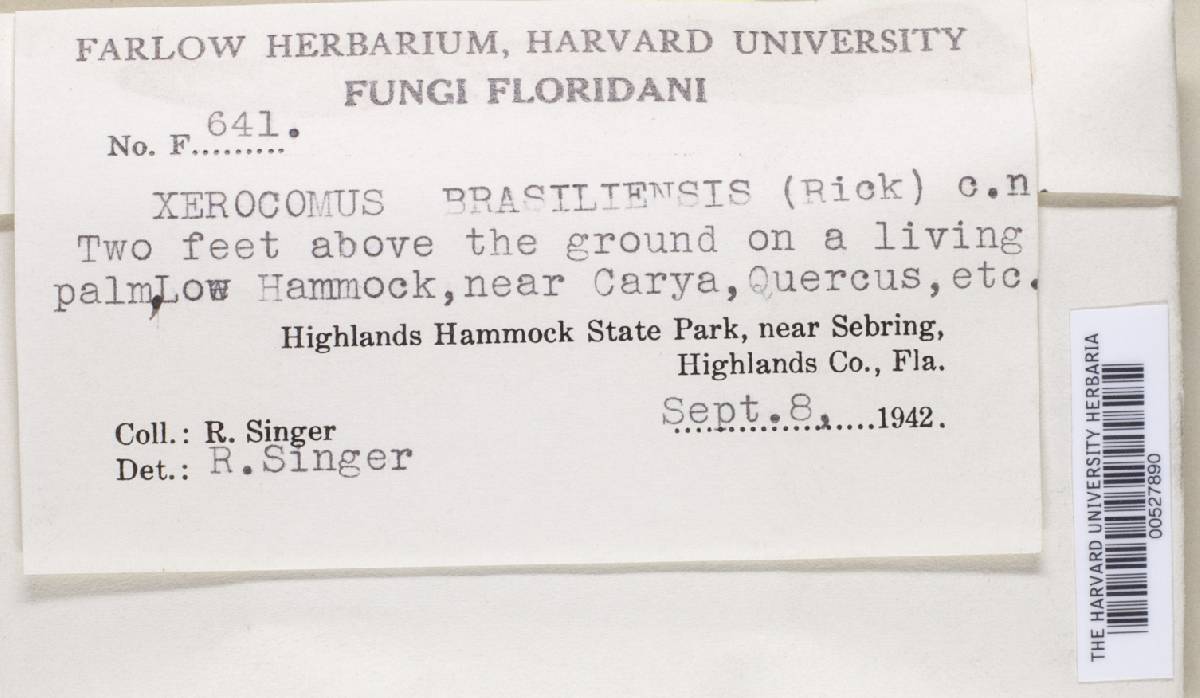 FARLOW HERBARIUM, HARVARD UNIVERSITY
FUNGI FLORIDANI
No. F.641.
XEROCOMUS BRASILIENSIS (Rick) c.n.
Two feet above the ground on a living
palm,Low Hammock,near Carya,Quercus,etc.
Highlands Hammock State Park, near Sebring,
Highlands Co., Fla.
Sept.8,....1942.
Coll.: R. Singer
Det.: R.Singer
THE HARVARD UNIVERSITY HERBARIA
00527890